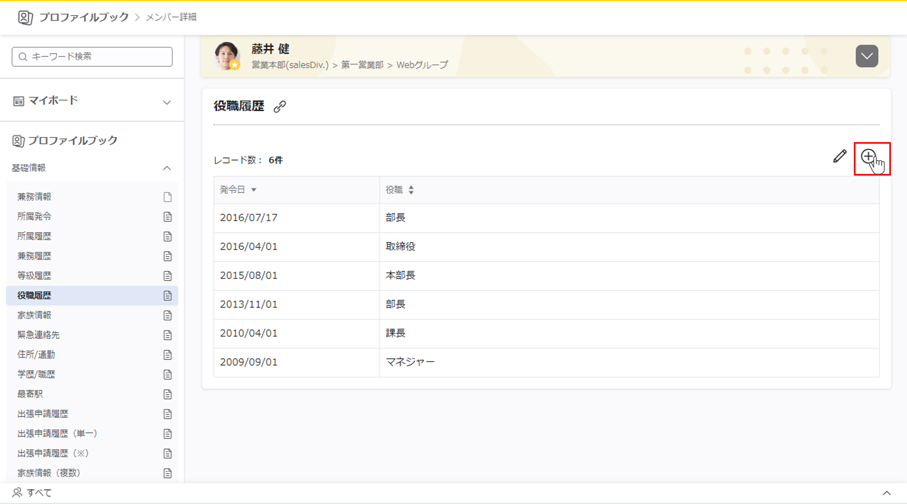 プロファイルブック > メンバー詳細
キーワード検索
マイボード
プロファイルブック
基礎情報
兼務情報
所属発令
所属履歴
兼務履歴
等級履歴
役職履歴
家族情報
緊急連絡先
住所/通勤
学歴/職歴
最寄駅
出張申請履歴
出張申請履歴（単一）
出張申請履歴（※）
家族情報（複数）
すべて
藤井 健
営業本部(salesDiv.) > 第一営業部 > Webグループ
役職履歴
レコード数： 6件
発令日 ▼ 役職
2016/07/17 部長
2016/04/01 取締役
2015/08/01 本部長
2013/11/01 部長
2010/04/01 課長
2009/09/01 マネジャー